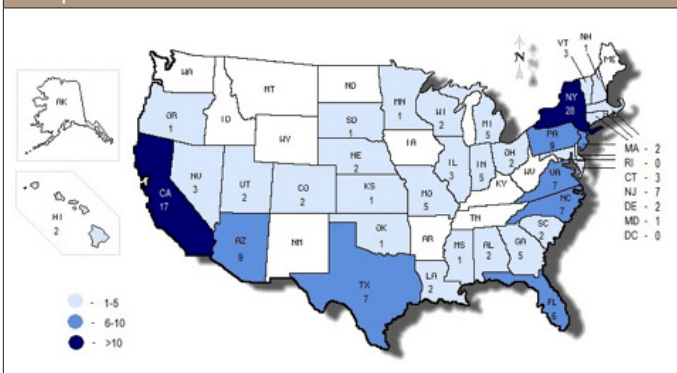 WA
MT
ND
MN
1
VT
3
NH
1
ME
N
AK
OR
1
ID
WY
SD
1
WI
2
MI
5
NY
28
PA
9
NE
2
IA
IL
3
IN
5
OH
2
WV
VA
7
NV
3
UT
2
CO
2
KS
1
MO
5
KY
CA
17
HI
2
AZ
9
NM
OK
1
AR
TN
NC
7
SC
2
MS
1
AL
2
GA
5
TX
7
LA
2
FL
6
MA - 2
RI - 0
CT - 3
NJ - 7
DE - 2
MD - 1
DC - 0
- 1-5
- 6-10
- >10